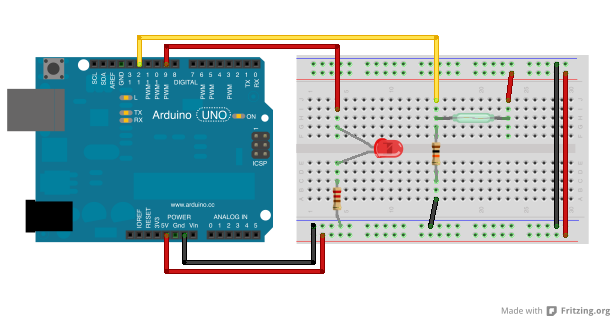 SCL
SDA
AREF
GND
13
12
11
10
9
8
7
6
5
4
3
2
1
0
PWM
PWM
PWM
PWM
PWM
PWM
TX
RX
DIGITAL
L
TX
RX
Arduino UNO
ON
ICSP
1
www.arduino.cc
IOREF
RESET
3V3
5V
Gnd
Vin
POWER
ANALOG IN
0 1 2 3 4 5
Made with Fritzing.org